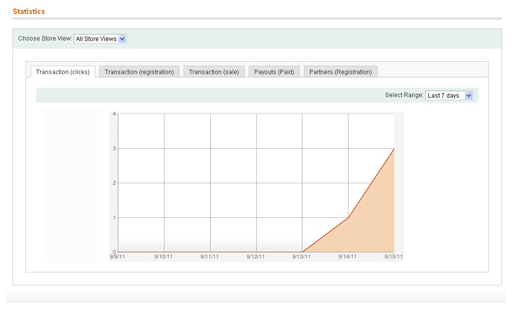 Statistics
Choose Store View: All Store Views
Transaction (clicks) Transaction (registration) Transaction (sale) Payouts (Paid) Partners (Registration)
Select Range: Last 7 days
4
3
2
1
0
9/9/11 9/10/11 9/11/11 9/12/11 9/13/11 9/14/11 9/15/11